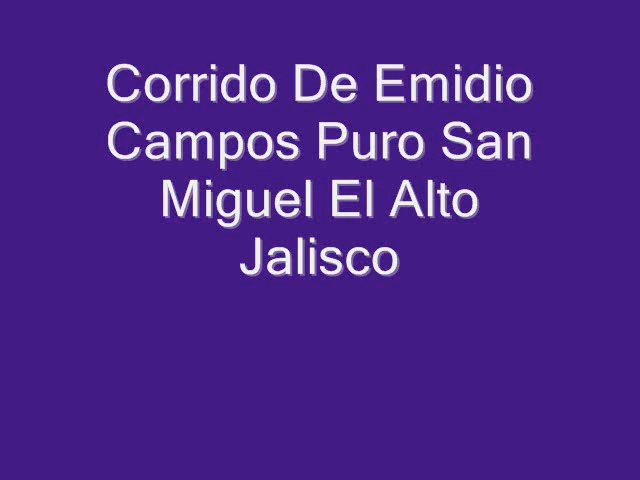 Corrido De Emidio
Campos Puro San
Miguel El Alto
Jalisco